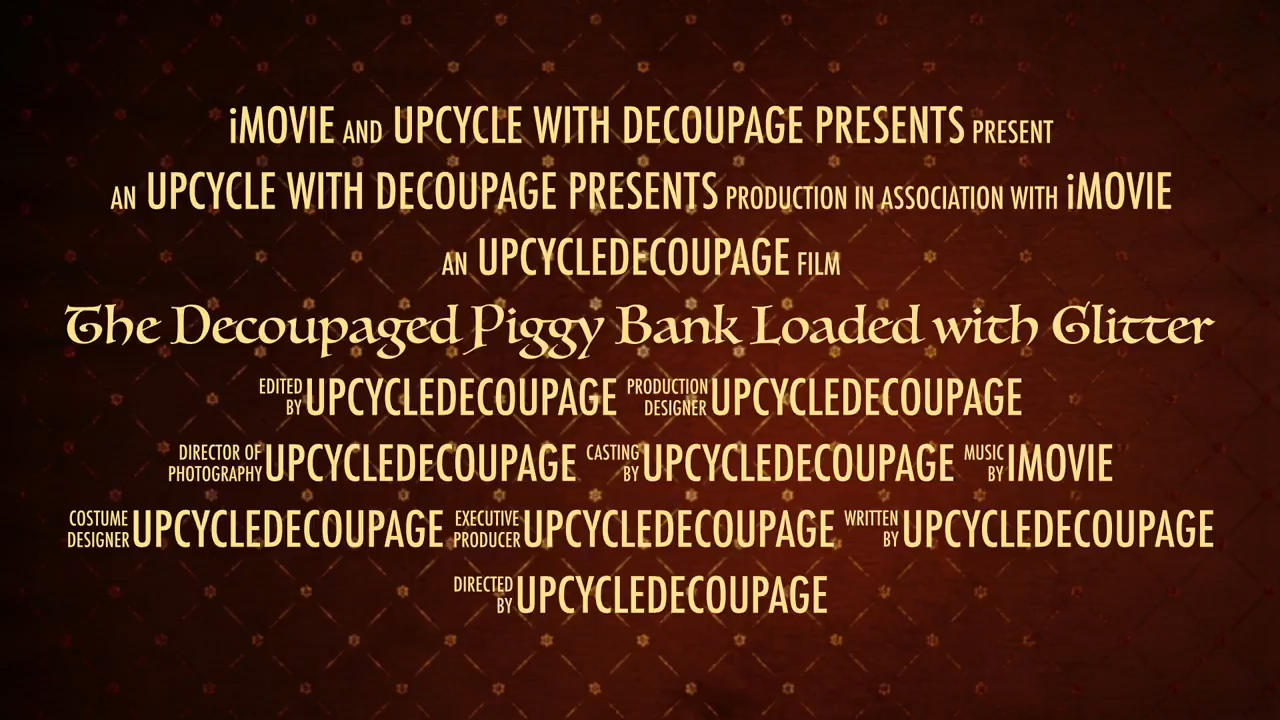 iMOVIE AND UPCYCLE WITH DECOUPAGE PRESENTS PRESENT
AN UPCYCLE WITH DECOUPAGE PRESENTS PRODUCTION IN ASSOCIATION WITH iMOVIE
AN UPCYCLEDECOUPAGE FILM
The Decoupaged Piggy Bank Loaded with Glitter
EDITED BY UPCYCLEDECOUPAGE PRODUCTION DESIGNER UPCYCLEDECOUPAGE
DIRECTOR OF PHOTOGRAPHY UPCYCLEDECOUPAGE CASTING BY UPCYCLEDECOUPAGE MUSIC BY IMOVIE
COSTUME DESIGNER UPCYCLEDECOUPAGE EXECUTIVE PRODUCER UPCYCLEDECOUPAGE WRITTEN BY UPCYCLEDECOUPAGE
DIRECTED BY UPCYCLEDECOUPAGE